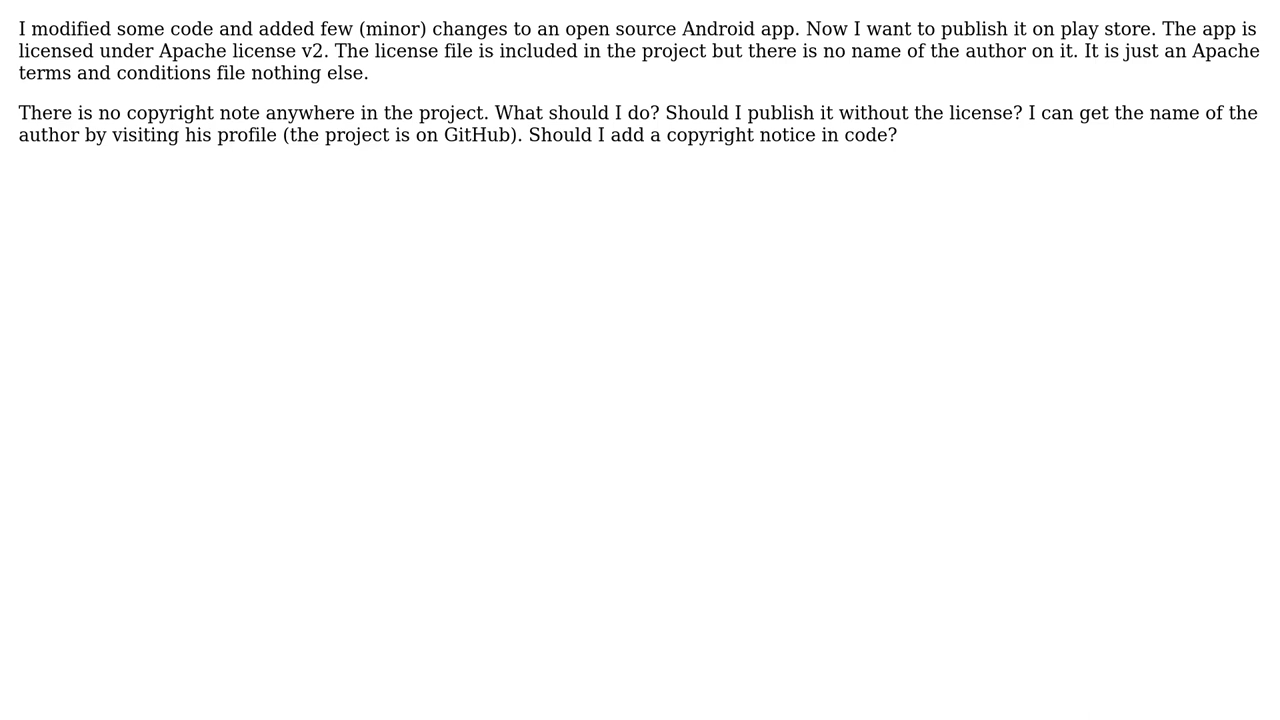 I modified some code and added few (minor) changes to an open source Android app. Now I want to publish it on play store. The app is
licensed under Apache license v2. The license file is included in the project but there is no name of the author on it. It is just an Apache
terms and conditions file nothing else.
There is no copyright note anywhere in the project. What should I do? Should I publish it without the license? I can get the name of the
author by visiting his profile (the project is on GitHub). Should I add a copyright notice in code?